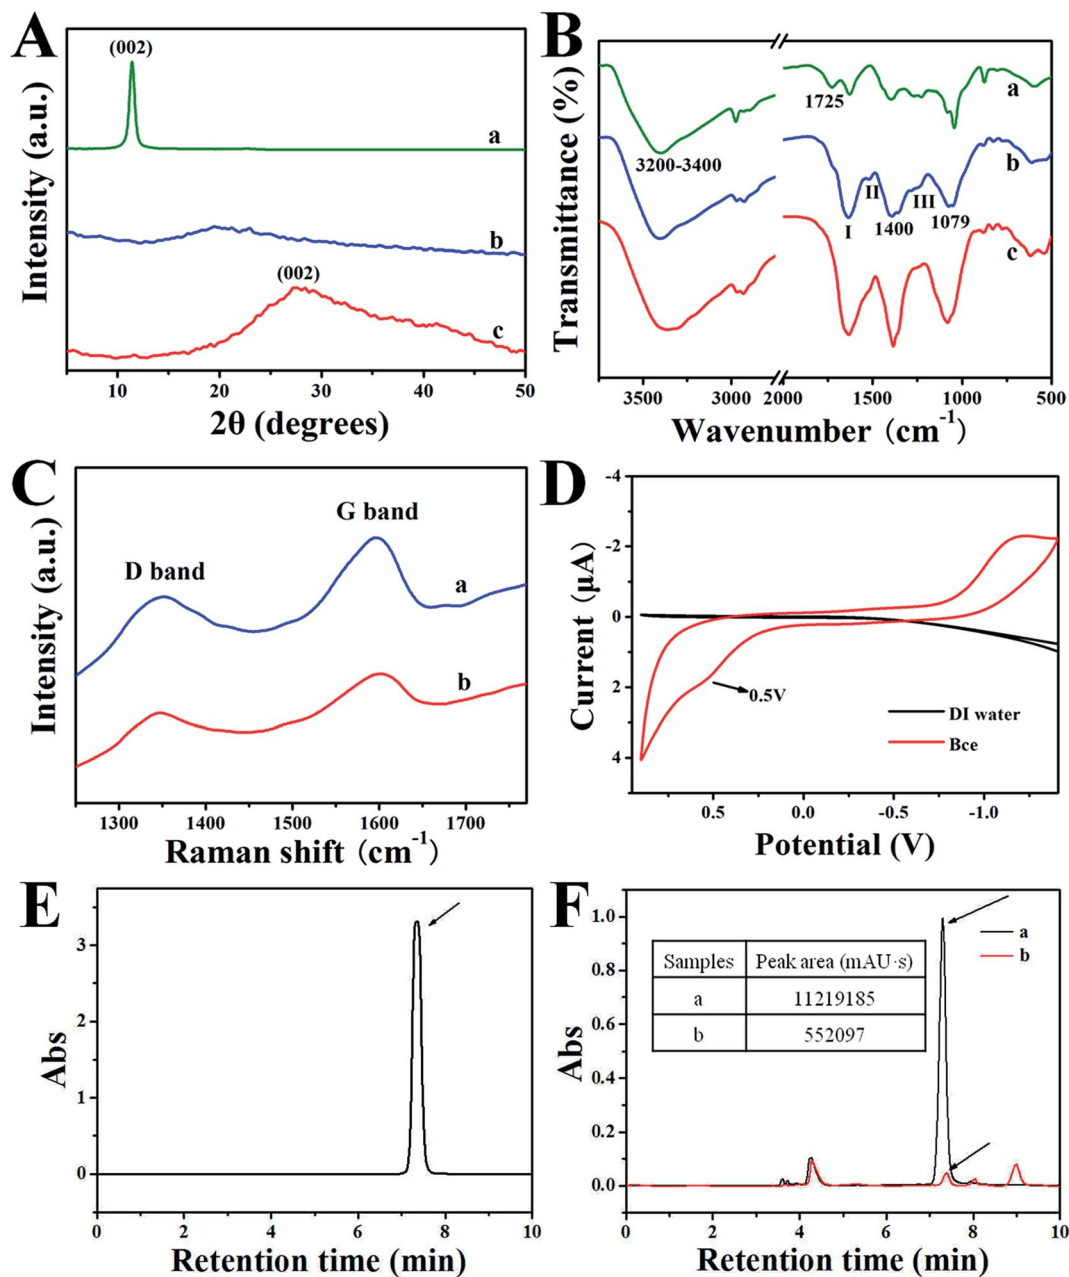 A
(002)
a
b
(002)
c
Intensity (a.u.)
10 20 30 40 50
2θ (degrees)
B
1725
a
3200-3400
b
II
III
I
1400
1079
c
Transmittance (%)
3500 3000 2000 1500 1000 500
Wavenumber (cm⁻¹)
C
G band
D band
a
b
Intensity (a.u.)
1300 1400 1500 1600 1700
Raman shift (cm⁻¹)
D
-4
-2
0
2
4
Current (μA)
0.5V
DI water
Bce
0.5 0.0 -0.5 -1.0
Potential (V)
E
3
2
1
0
Abs
0 2 4 6 8 10
Retention time (min)
F
1.0
0.8
0.6
0.4
0.2
0.0
Abs
a
b
Samples Peak area (mAU·s)
a 11219185
b 552097
0 2 4 6 8 10
Retention time (min)